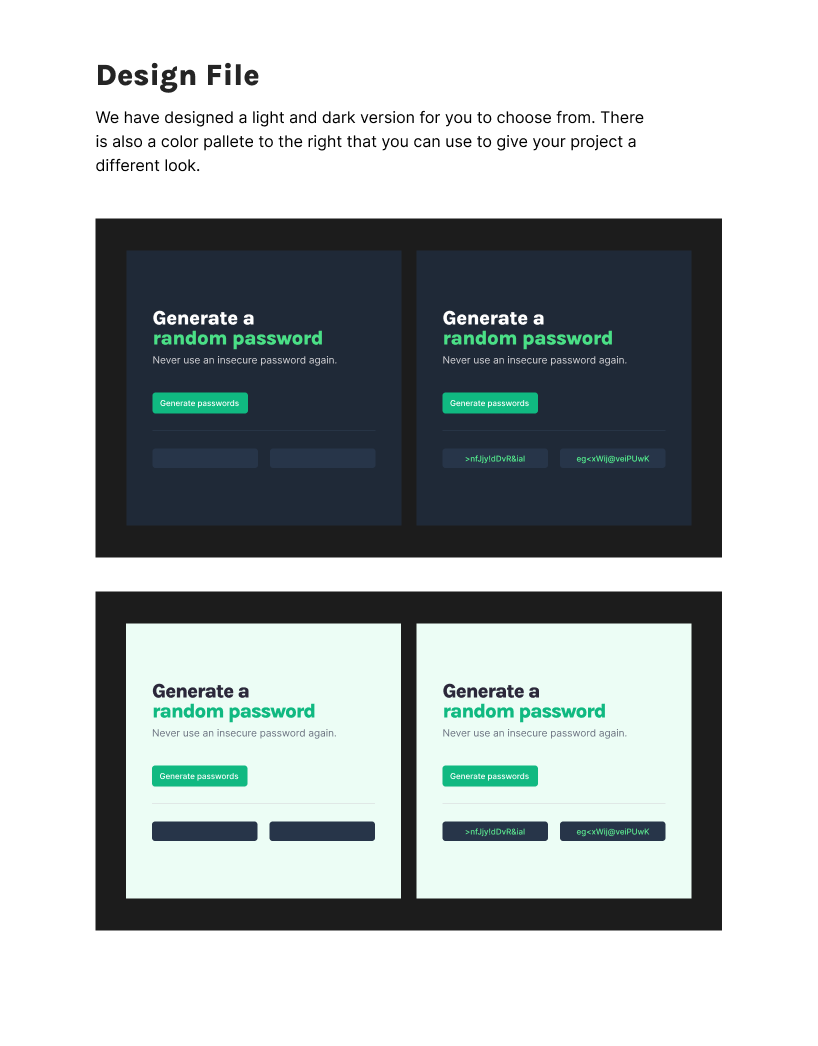 Design File
We have designed a light and dark version for you to choose from. There
is also a color pallete to the right that you can use to give your project a
different look.
Generate a
random password
Never use an insecure password again.
Generate passwords
Generate a
random password
Never use an insecure password again.
Generate passwords
>nfJjy!dDvR&ial
eg<xWij@veiPUwK
Generate a
random password
Never use an insecure password again.
Generate passwords
Generate a
random password
Never use an insecure password again.
Generate passwords
>nfJjy!dDvR&ial
eg<xWij@veiPUwK